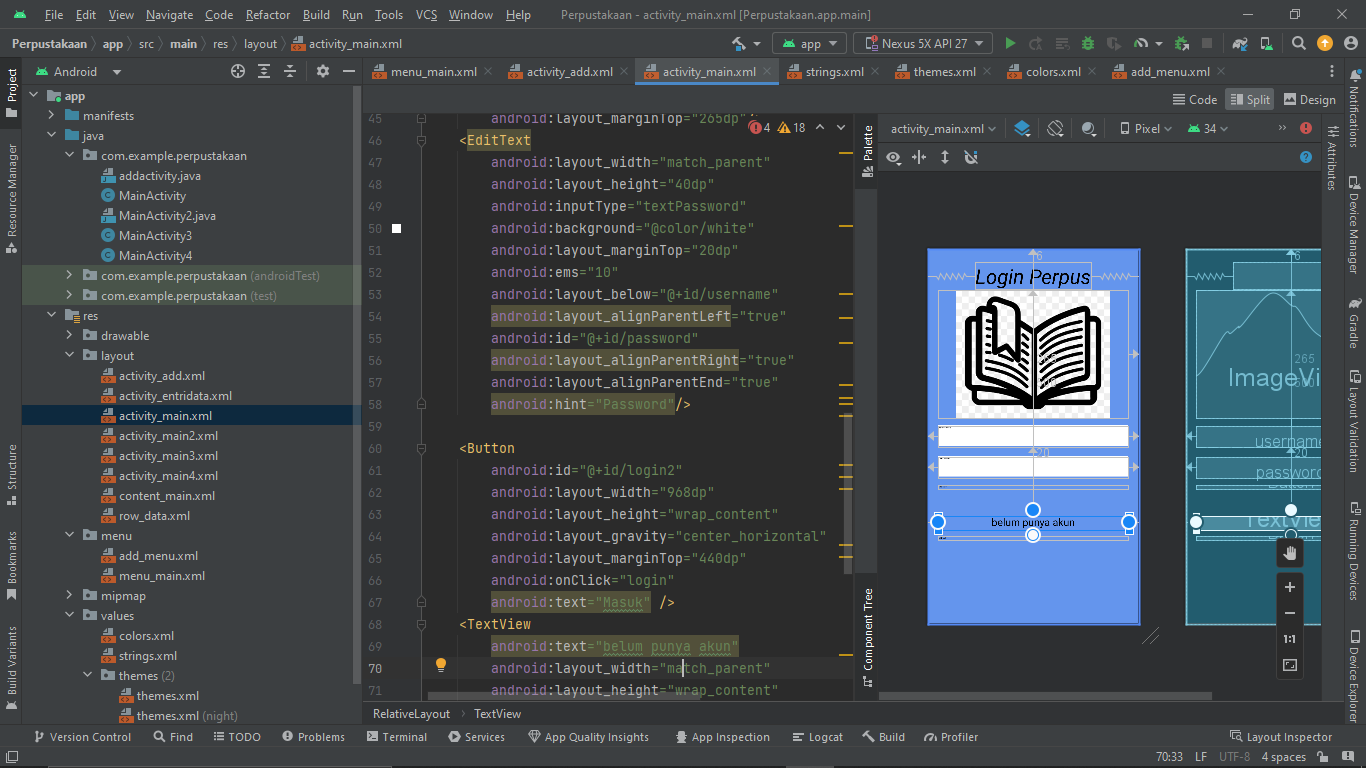 File Edit View Navigate Code Refactor Build Run Tools VCS Window Help Perpustakaan - activity_main.xml [Perpustakaan.app.main]
Perpustakaan app src main res layout activity_main.xml app Nexus 5X API 27
Android menu_main.xml activity_add.xml activity_main.xml strings.xml themes.xml colors.xml add_menu.xml
Code Split Design
activity_main.xml Pixel 34
Project
Resource Manager
Structure
Bookmarks
Build Variants
app
manifests
java
com.example.perpustakaan
addactivity.java
MainActivity
MainActivity2.java
MainActivity3
MainActivity4
com.example.perpustakaan (androidTest)
com.example.perpustakaan (test)
res
drawable
layout
activity_add.xml
activity_entridata.xml
activity_main.xml
activity_main2.xml
activity_main3.xml
activity_main4.xml
content_main.xml
row_data.xml
menu
add_menu.xml
menu_main.xml
mipmap
values
colors.xml
strings.xml
themes (2)
themes.xml
themes.xml (night)
4 18
45 android:layout_marginTop="265dp"
46 <EditText
47 android:layout_width="match_parent"
48 android:layout_height="40dp"
49 android:inputType="textPassword"
50 android:background="@color/white"
51 android:layout_marginTop="20dp"
52 android:ems="10"
53 android:layout_below="@+id/username"
54 android:layout_alignParentLeft="true"
55 android:id="@+id/password"
56 android:layout_alignParentRight="true"
57 android:layout_alignParentEnd="true"
58 android:hint="Password"/>
59
60 <Button
61 android:id="@+id/login2"
62 android:layout_width="968dp"
63 android:layout_height="wrap_content"
64 android:layout_gravity="center_horizontal"
65 android:layout_marginTop="440dp"
66 android:onClick="login"
67 android:text="Masuk" />
68 <TextView
69 android:text="belum punya akun"
70 android:layout_width="match_parent"
71 android:layout_height="wrap_content"
Palette
Component Tree
6
Login Perpus
20
belum punya akun
6
265
ImageVi
username
20
password
Button
TextView
1:1
Attributes
Notifications
Device Manager
Gradle
Layout Validation
Running Devices
Device Explorer
RelativeLayout TextView
Version Control Find TODO Problems Terminal Services App Quality Insights App Inspection Logcat Build Profiler Layout Inspector
70:33 LF UTF-8 4 spaces